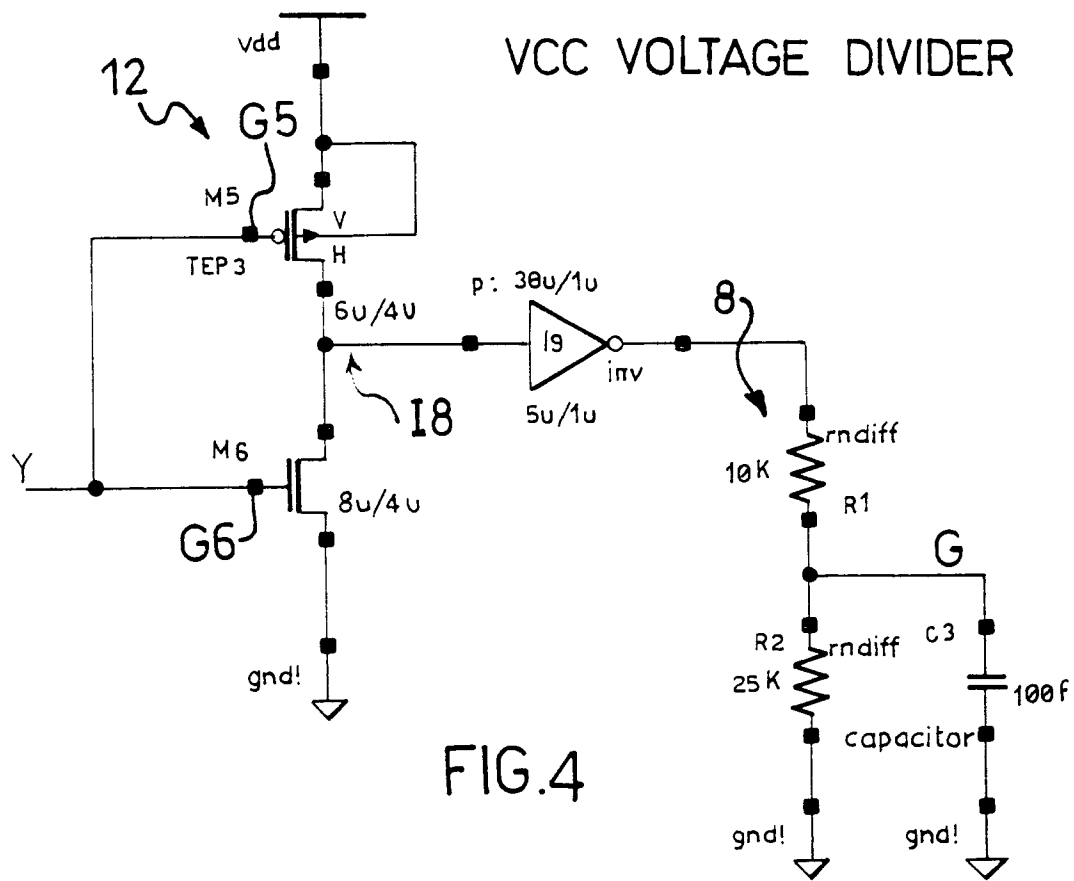 vdd
VCC VOLTAGE DIVIDER
12
G5
M5
V
H
TEP3
6u/4u
p: 30u/1u
I9
inv
5u/1u
8
I8
M6
Y
8u/4u
G6
rndiff
10K
R1
G
R2
rndiff
25K
C3
100f
capacitor
gnd!
gnd!
gnd!
FIG.4